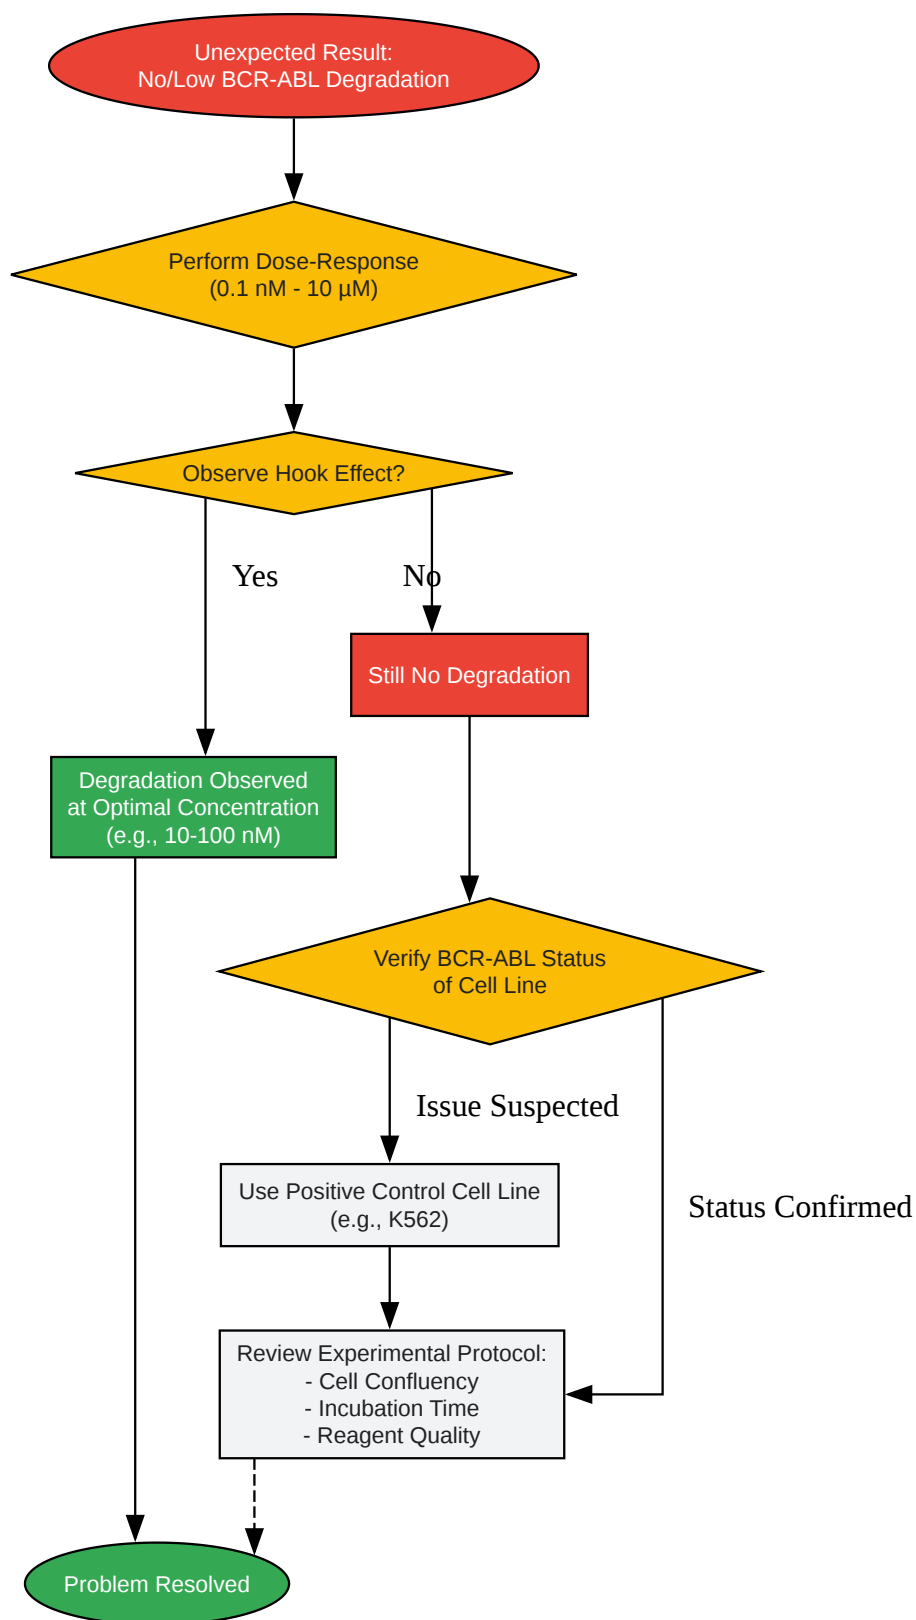 Unexpected Result:
No/Low BCR-ABL Degradation
Perform Dose-Response
(0.1 nM - 10 µM)
Observe Hook Effect?
Yes
No
Still No Degradation
Degradation Observed
at Optimal Concentration
(e.g., 10-100 nM)
Verify BCR-ABL Status
of Cell Line
Issue Suspected
Use Positive Control Cell Line
(e.g., K562)
Status Confirmed
Review Experimental Protocol:
- Cell Confluency
- Incubation Time
- Reagent Quality
Problem Resolved